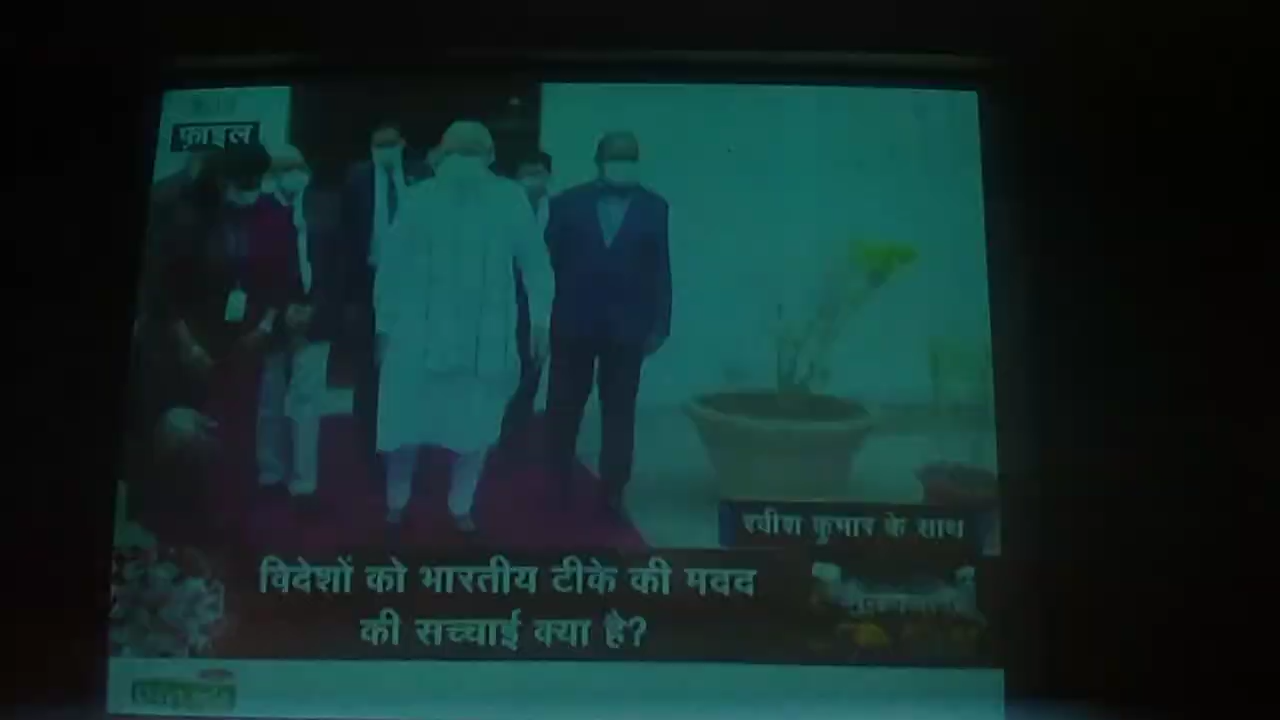 फ़ाइल
रवीश कुमार के साथ
विदेशों को भारतीय टीके की मदद
की सच्चाई क्या है?